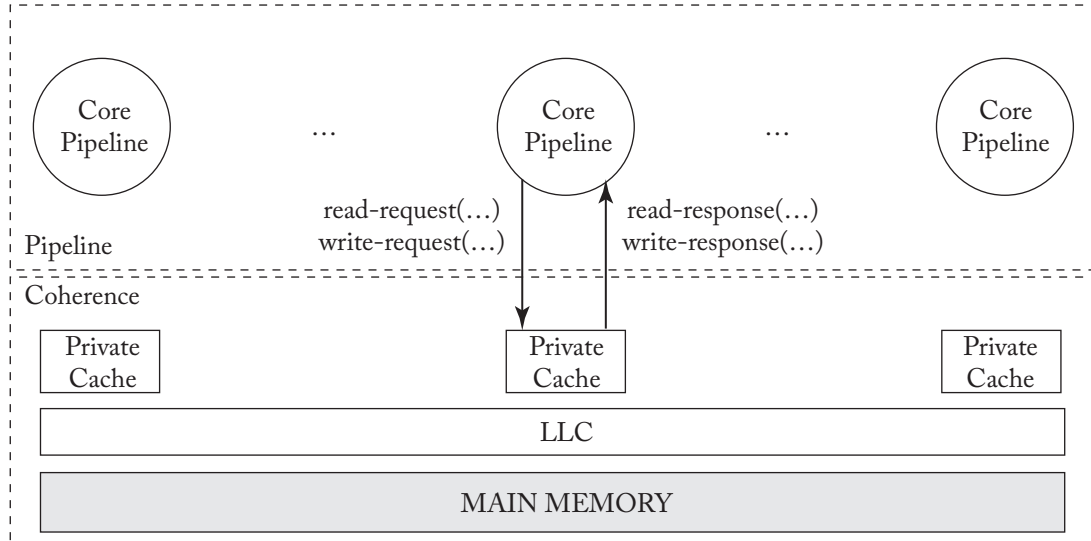 Core
Pipeline
...
Core
Pipeline
...
Core
Pipeline
read-request(...)
write-request(...)
read-response(...)
write-response(...)
Pipeline
Coherence
Private
Cache
Private
Cache
Private
Cache
LLC
MAIN MEMORY